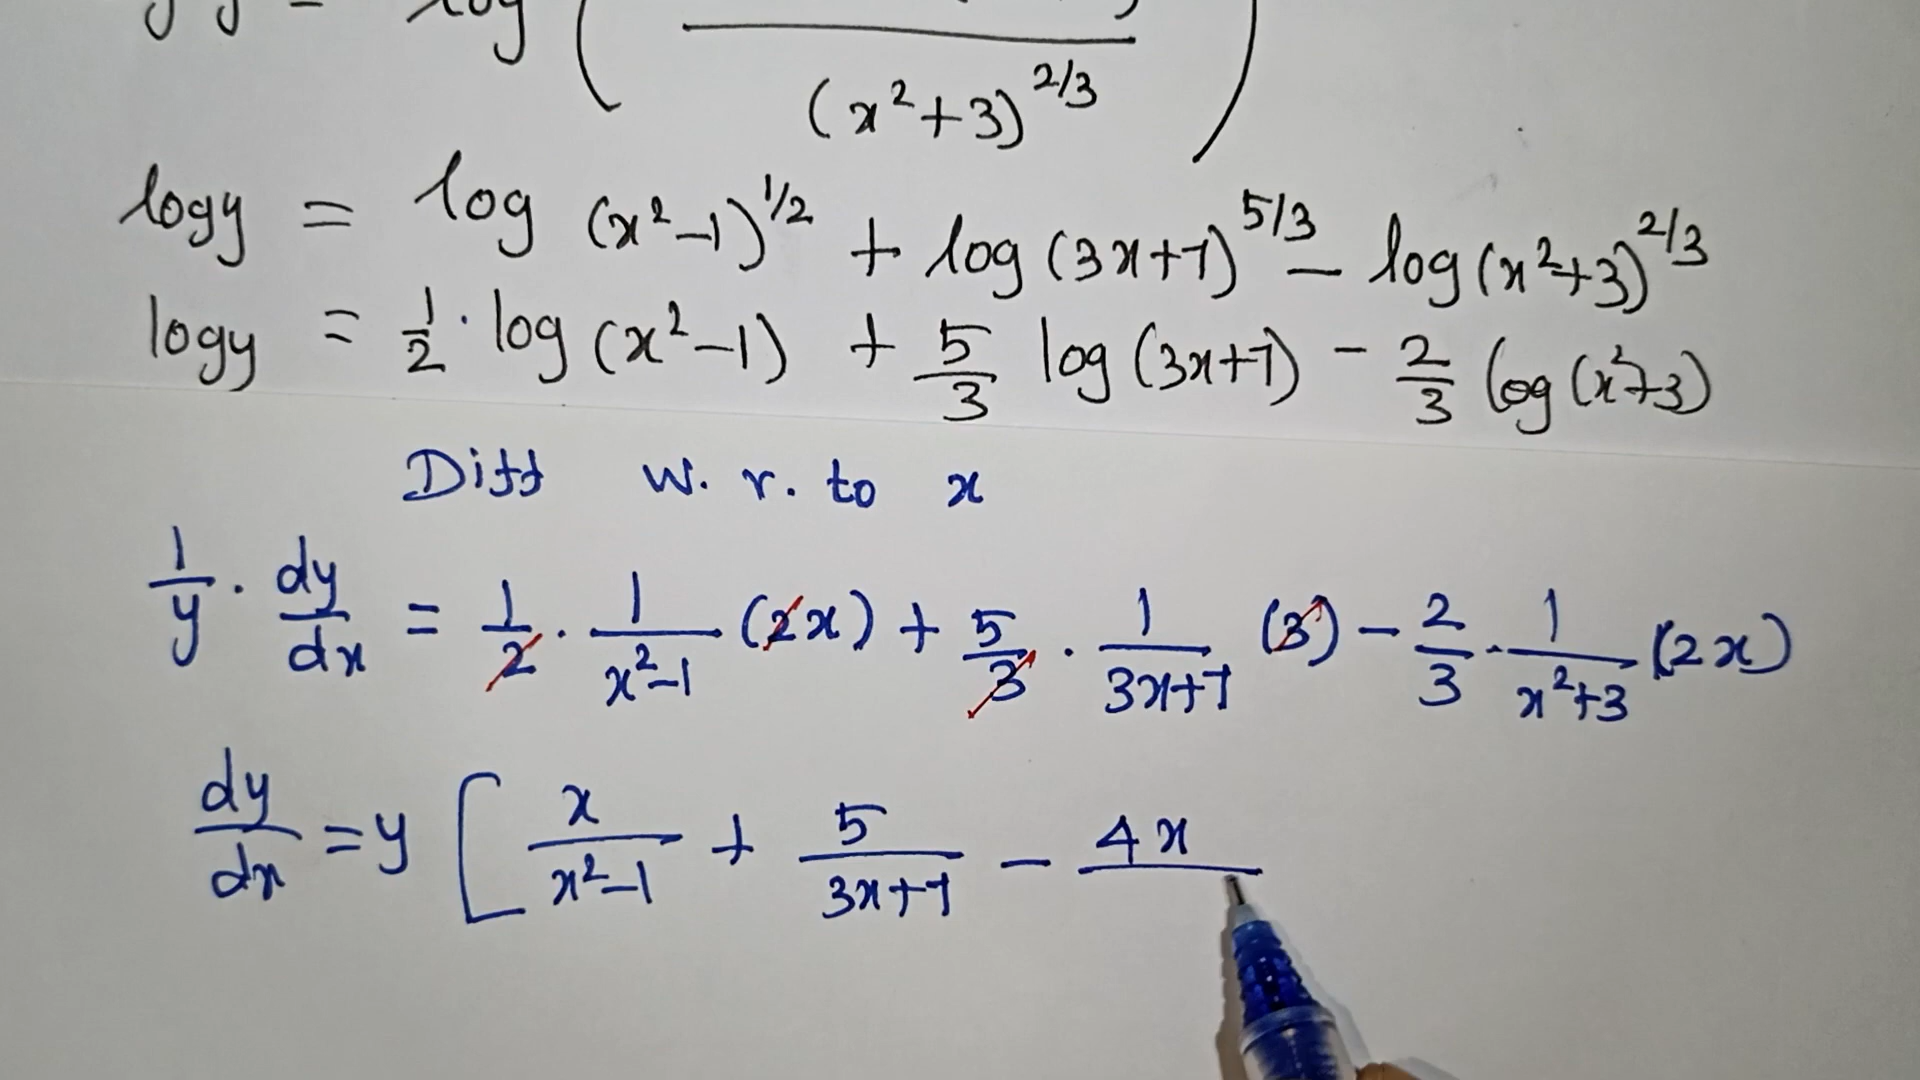 log
(x²+3)^2/3
logy = log (x²-1)^1/2 + log (3x+7)^5/3 - log (x²+3)^2/3
logy = 1/2 · log (x²-1) + 5/3 log (3x+7) - 2/3 log (x²+3)
Diff w. r. to x
1/y · dy/dx = 1/2 · 1/(x²-1) (2x) + 5/3 · 1/(3x+7) (3) - 2/3 · 1/(x²+3) (2x)
dy/dx = y [ x/(x²-1) + 5/(3x+7) - 4x/